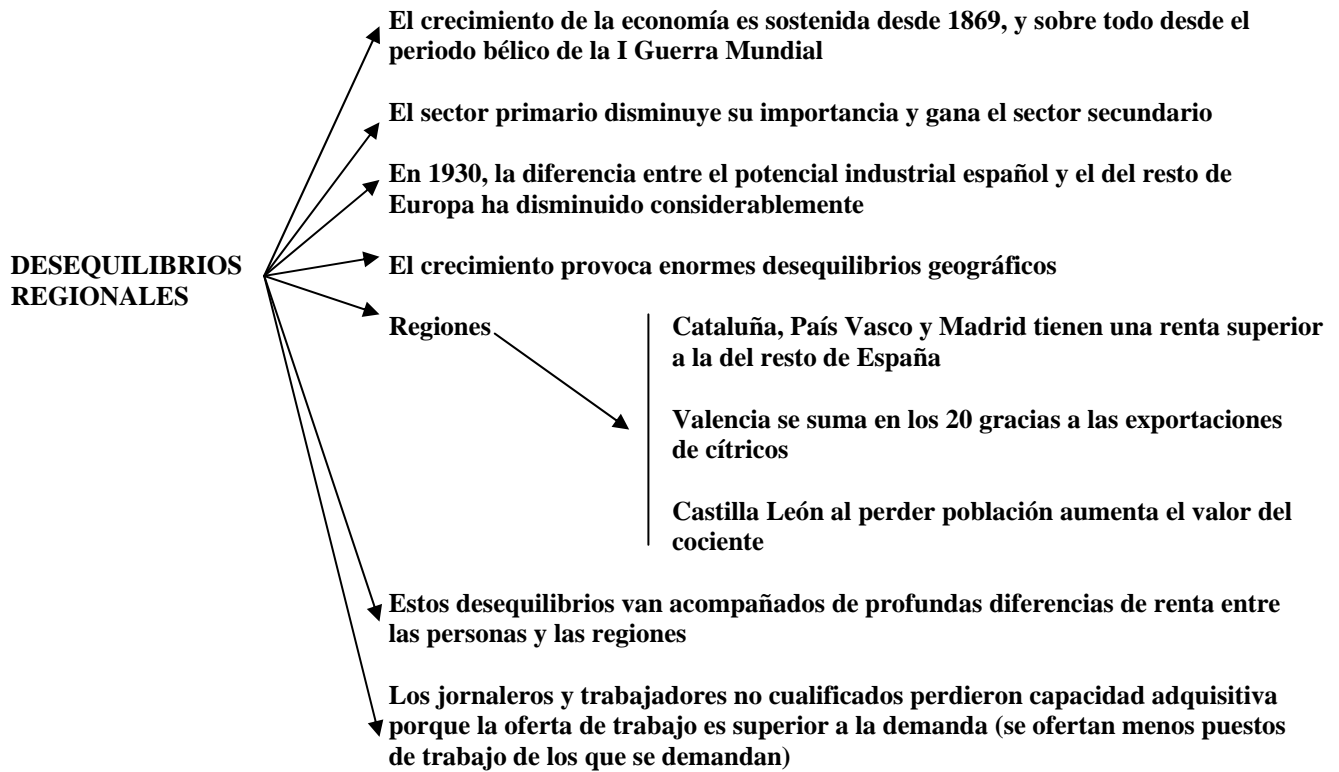 El crecimiento de la economía es sostenida desde 1869, y sobre todo desde el
periodo bélico de la I Guerra Mundial
El sector primario disminuye su importancia y gana el sector secundario
En 1930, la diferencia entre el potencial industrial español y el del resto de
Europa ha disminuido considerablemente
DESEQUILIBRIOS
REGIONALES
El crecimiento provoca enormes desequilibrios geográficos
Regiones
Cataluña, País Vasco y Madrid tienen una renta superior
a la del resto de España
Valencia se suma en los 20 gracias a las exportaciones
de cítricos
Castilla León al perder población aumenta el valor del
cociente
Estos desequilibrios van acompañados de profundas diferencias de renta entre
las personas y las regiones
Los jornaleros y trabajadores no cualificados perdieron capacidad adquisitiva
porque la oferta de trabajo es superior a la demanda (se ofertan menos puestos
de trabajo de los que se demandan)